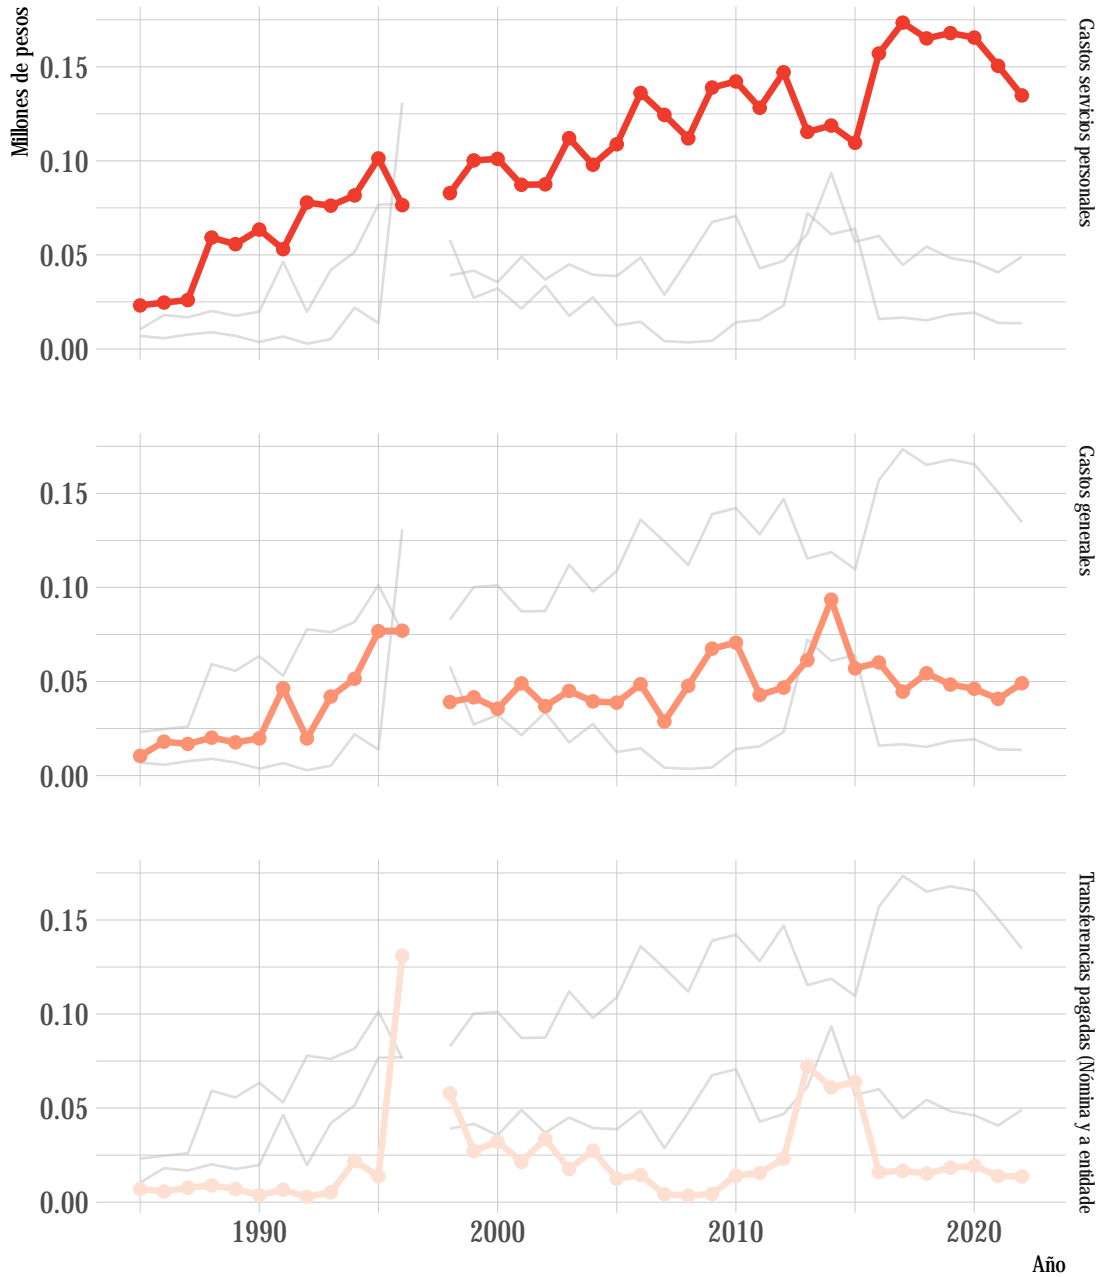 Millones de pesos
0.15
0.10
0.05
0.00
Gastos servicios personales
0.15
0.10
0.05
0.00
Gastos generales
0.15
0.10
0.05
0.00
Transferencias pagadas (Nómina y a entidade
1990 2000 2010 2020
Año